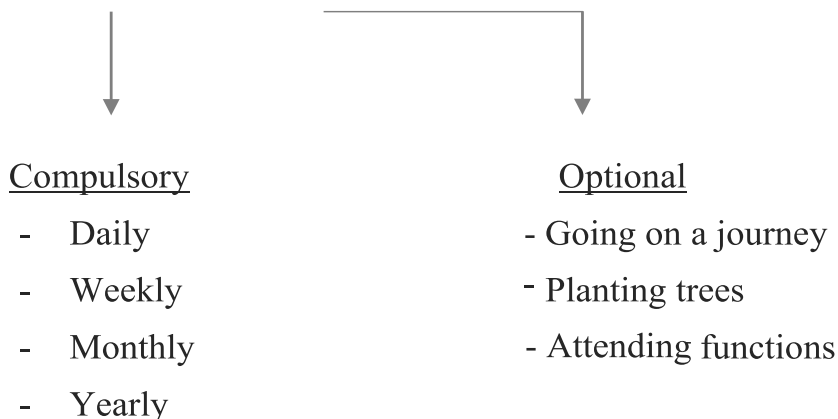 Compulsory
- Daily
- Weekly
- Monthly
- Yearly
Optional
- Going on a journey
- Planting trees
- Attending functions